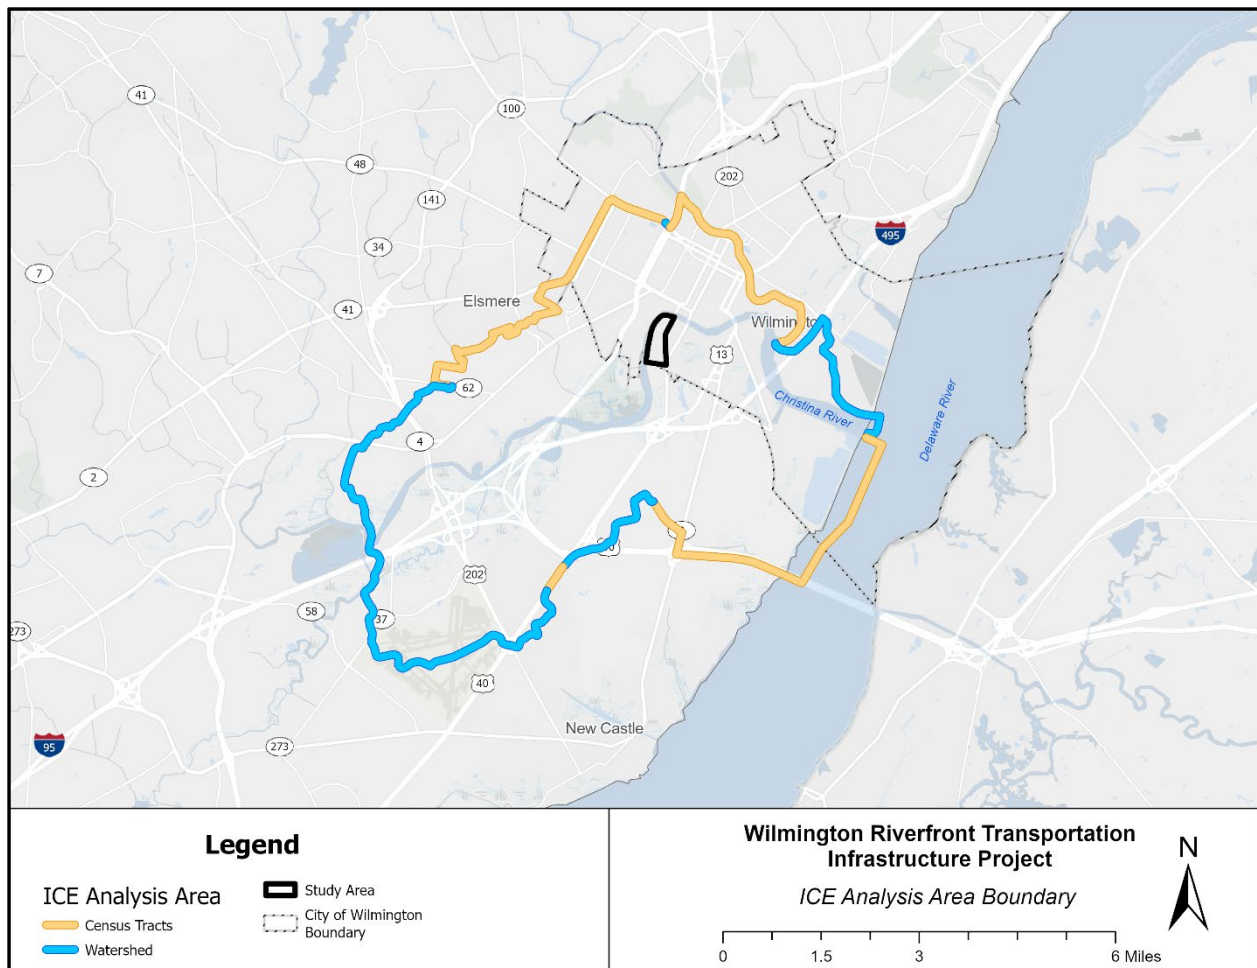 41
100
48
202
141
495
34
7
Elsmere
41
Wilmington
13
62
Christina River
Delaware River
4
2
202
58
37
273
40
New Castle
95
273
Legend
ICE Analysis Area
Census Tracts
Watershed
Study Area
City of Wilmington
Boundary
Wilmington Riverfront Transportation
Infrastructure Project
ICE Analysis Area Boundary
N
0 1.5 3 6 Miles